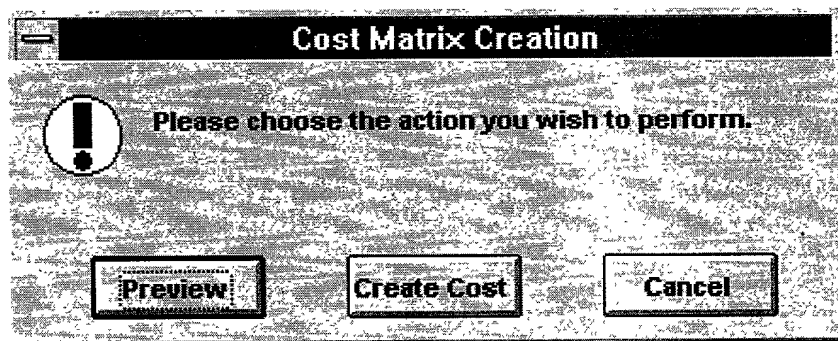 Cost Matrix Creation
Please choose the action you wish to perform.
Preview
Create Cost
Cancel